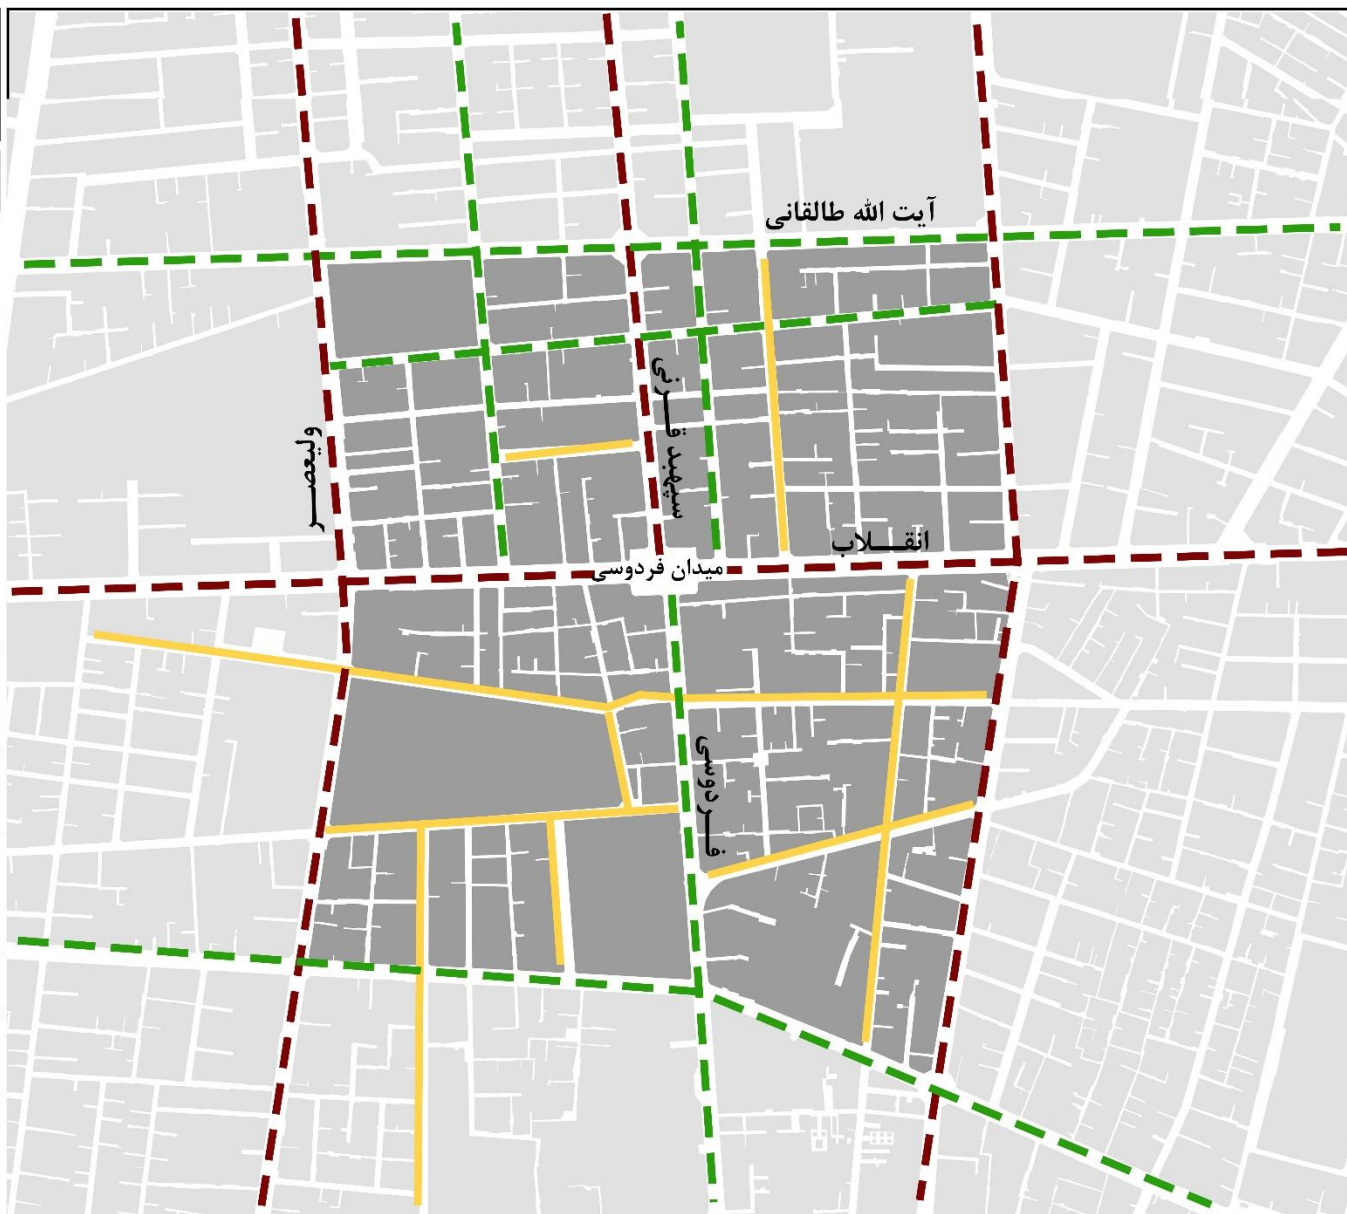 آیت الله طالقانی
ولیعصر
سپهبد قرنی
انقلاب
میدان فردوسی
فردوسی